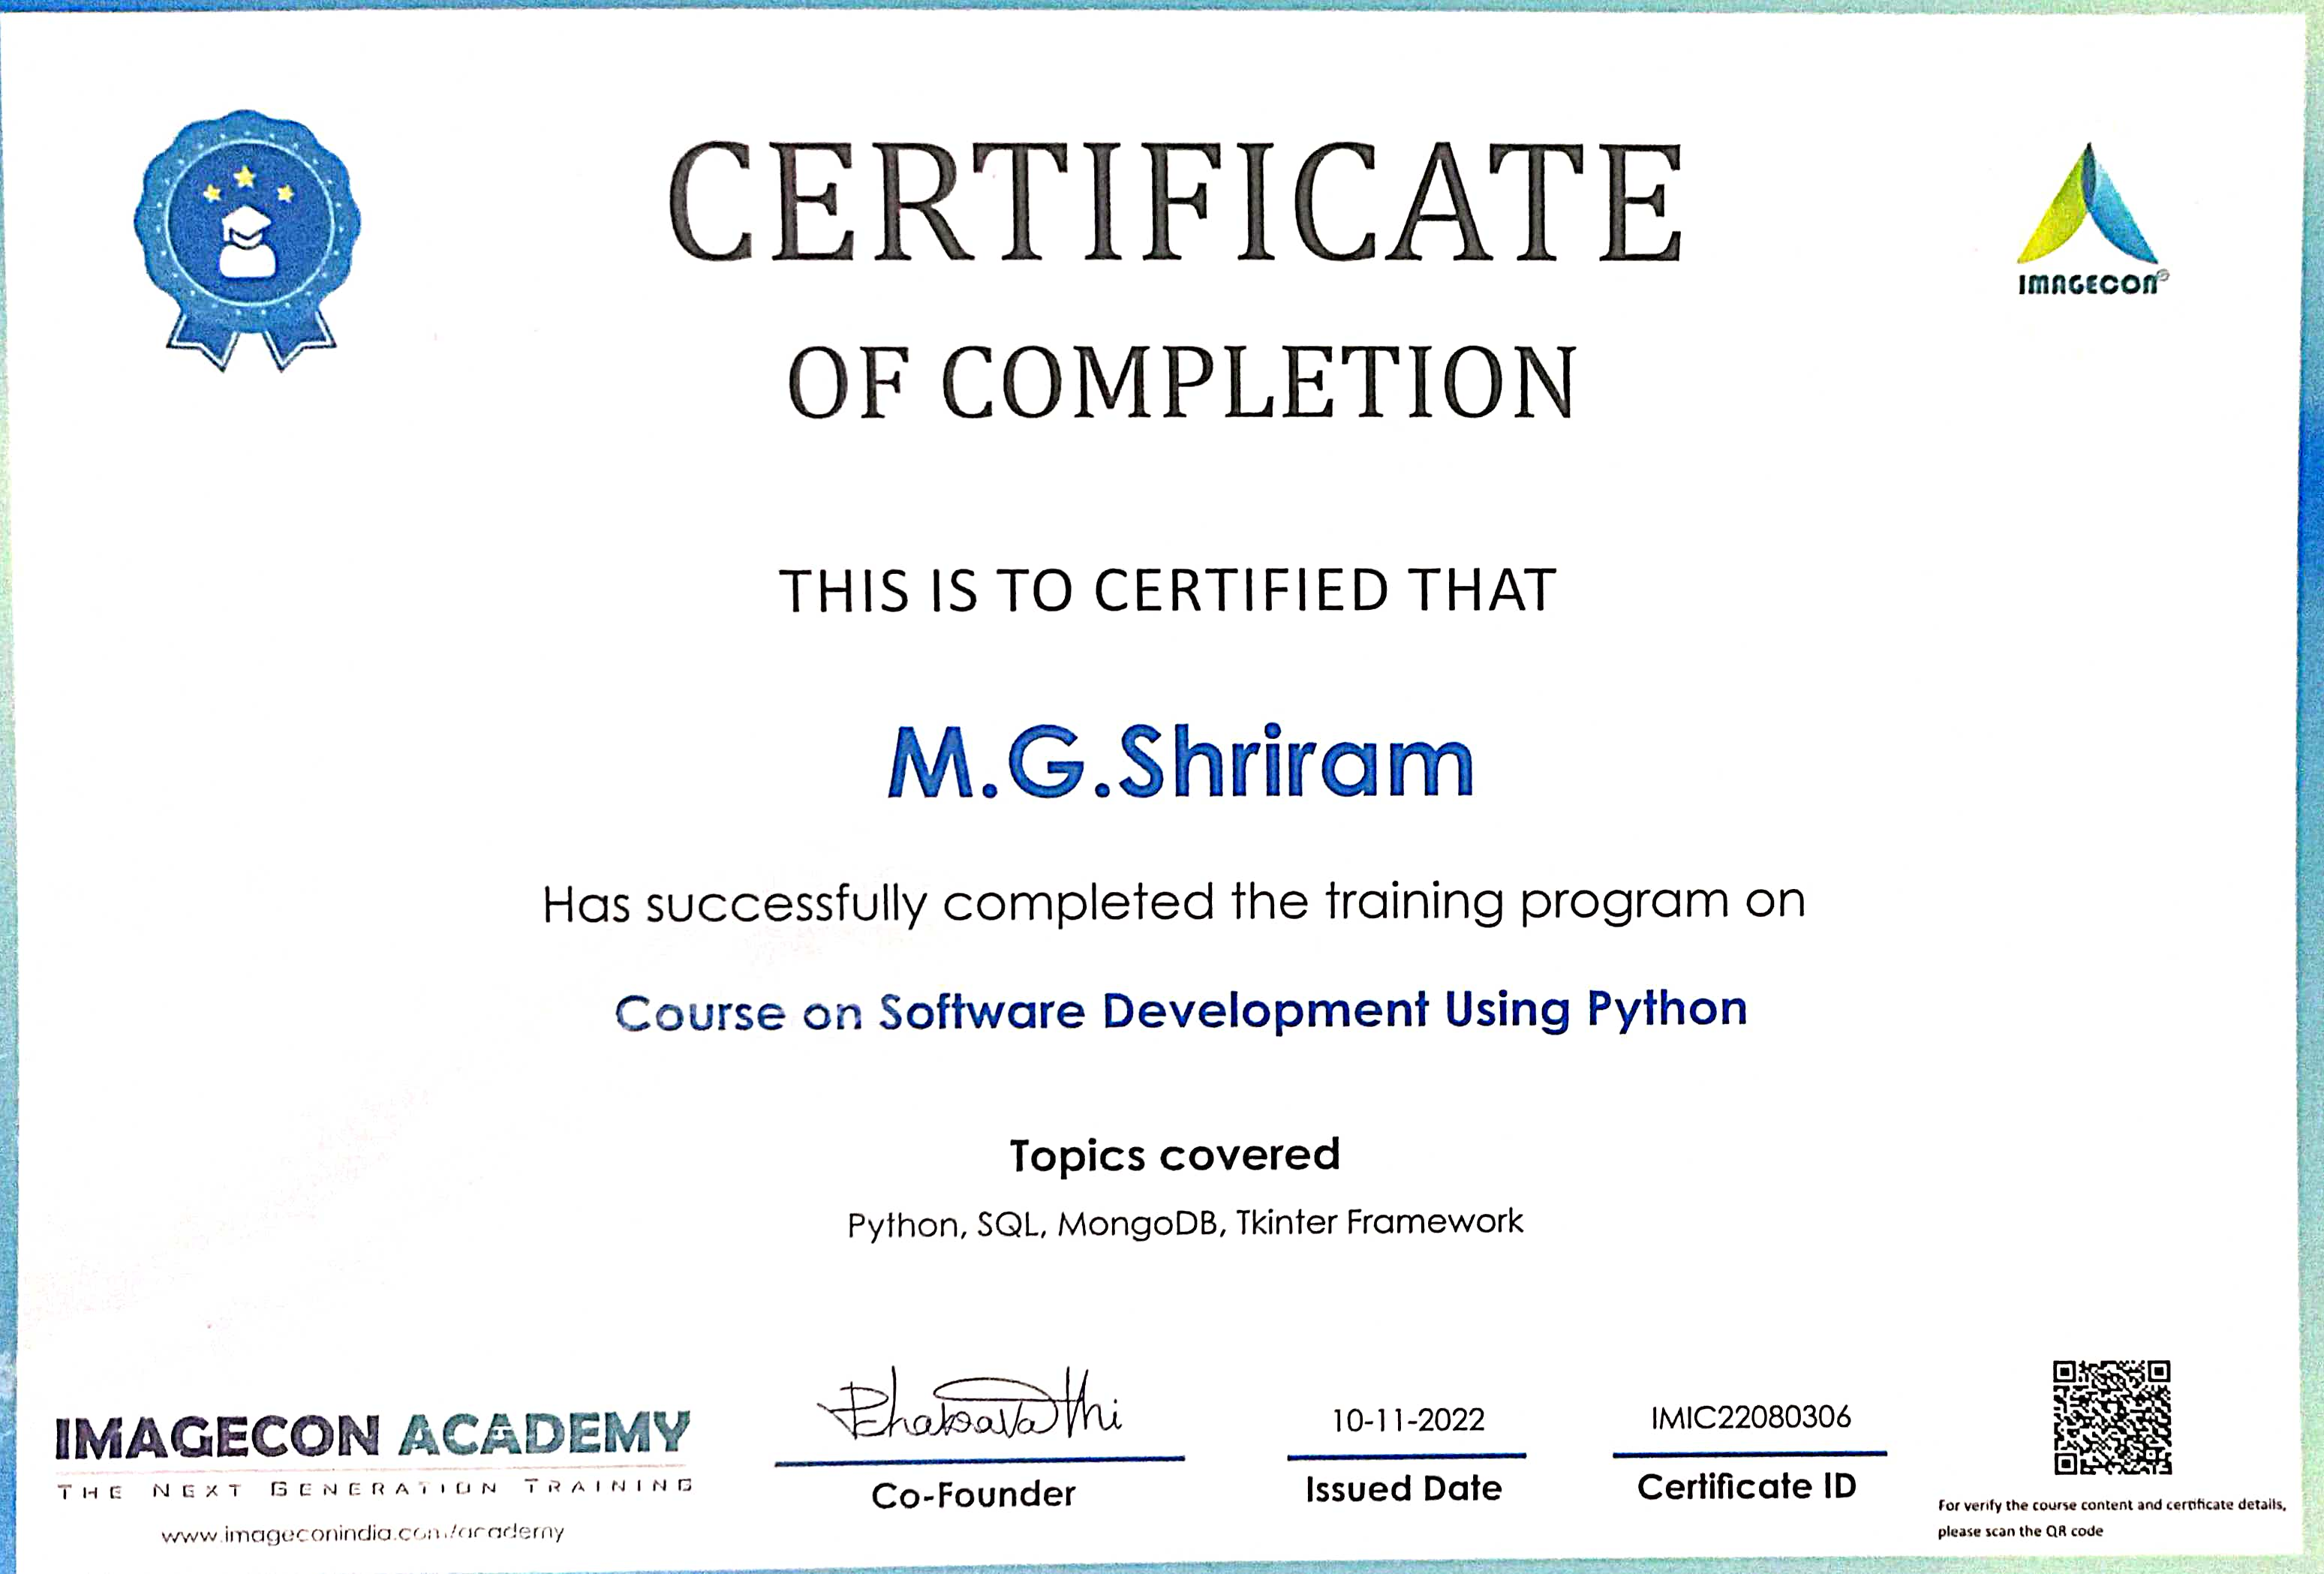 CERTIFICATE
IMAGECON®
OF COMPLETION
THIS IS TO CERTIFIED THAT
M.G.Shriram
Has successfully completed the training program on
Course on Software Development Using Python
Topics covered
Python, SQL, MongoDB, Tkinter Framework
IMAGECON ACADEMY
THE NEXT GENERATION TRAINING
www.imageconindia.com/academy
Co-Founder
10-11-2022
Issued Date
IMIC22080306
Certificate ID
For verify the course content and certificate details,
please scan the QR code